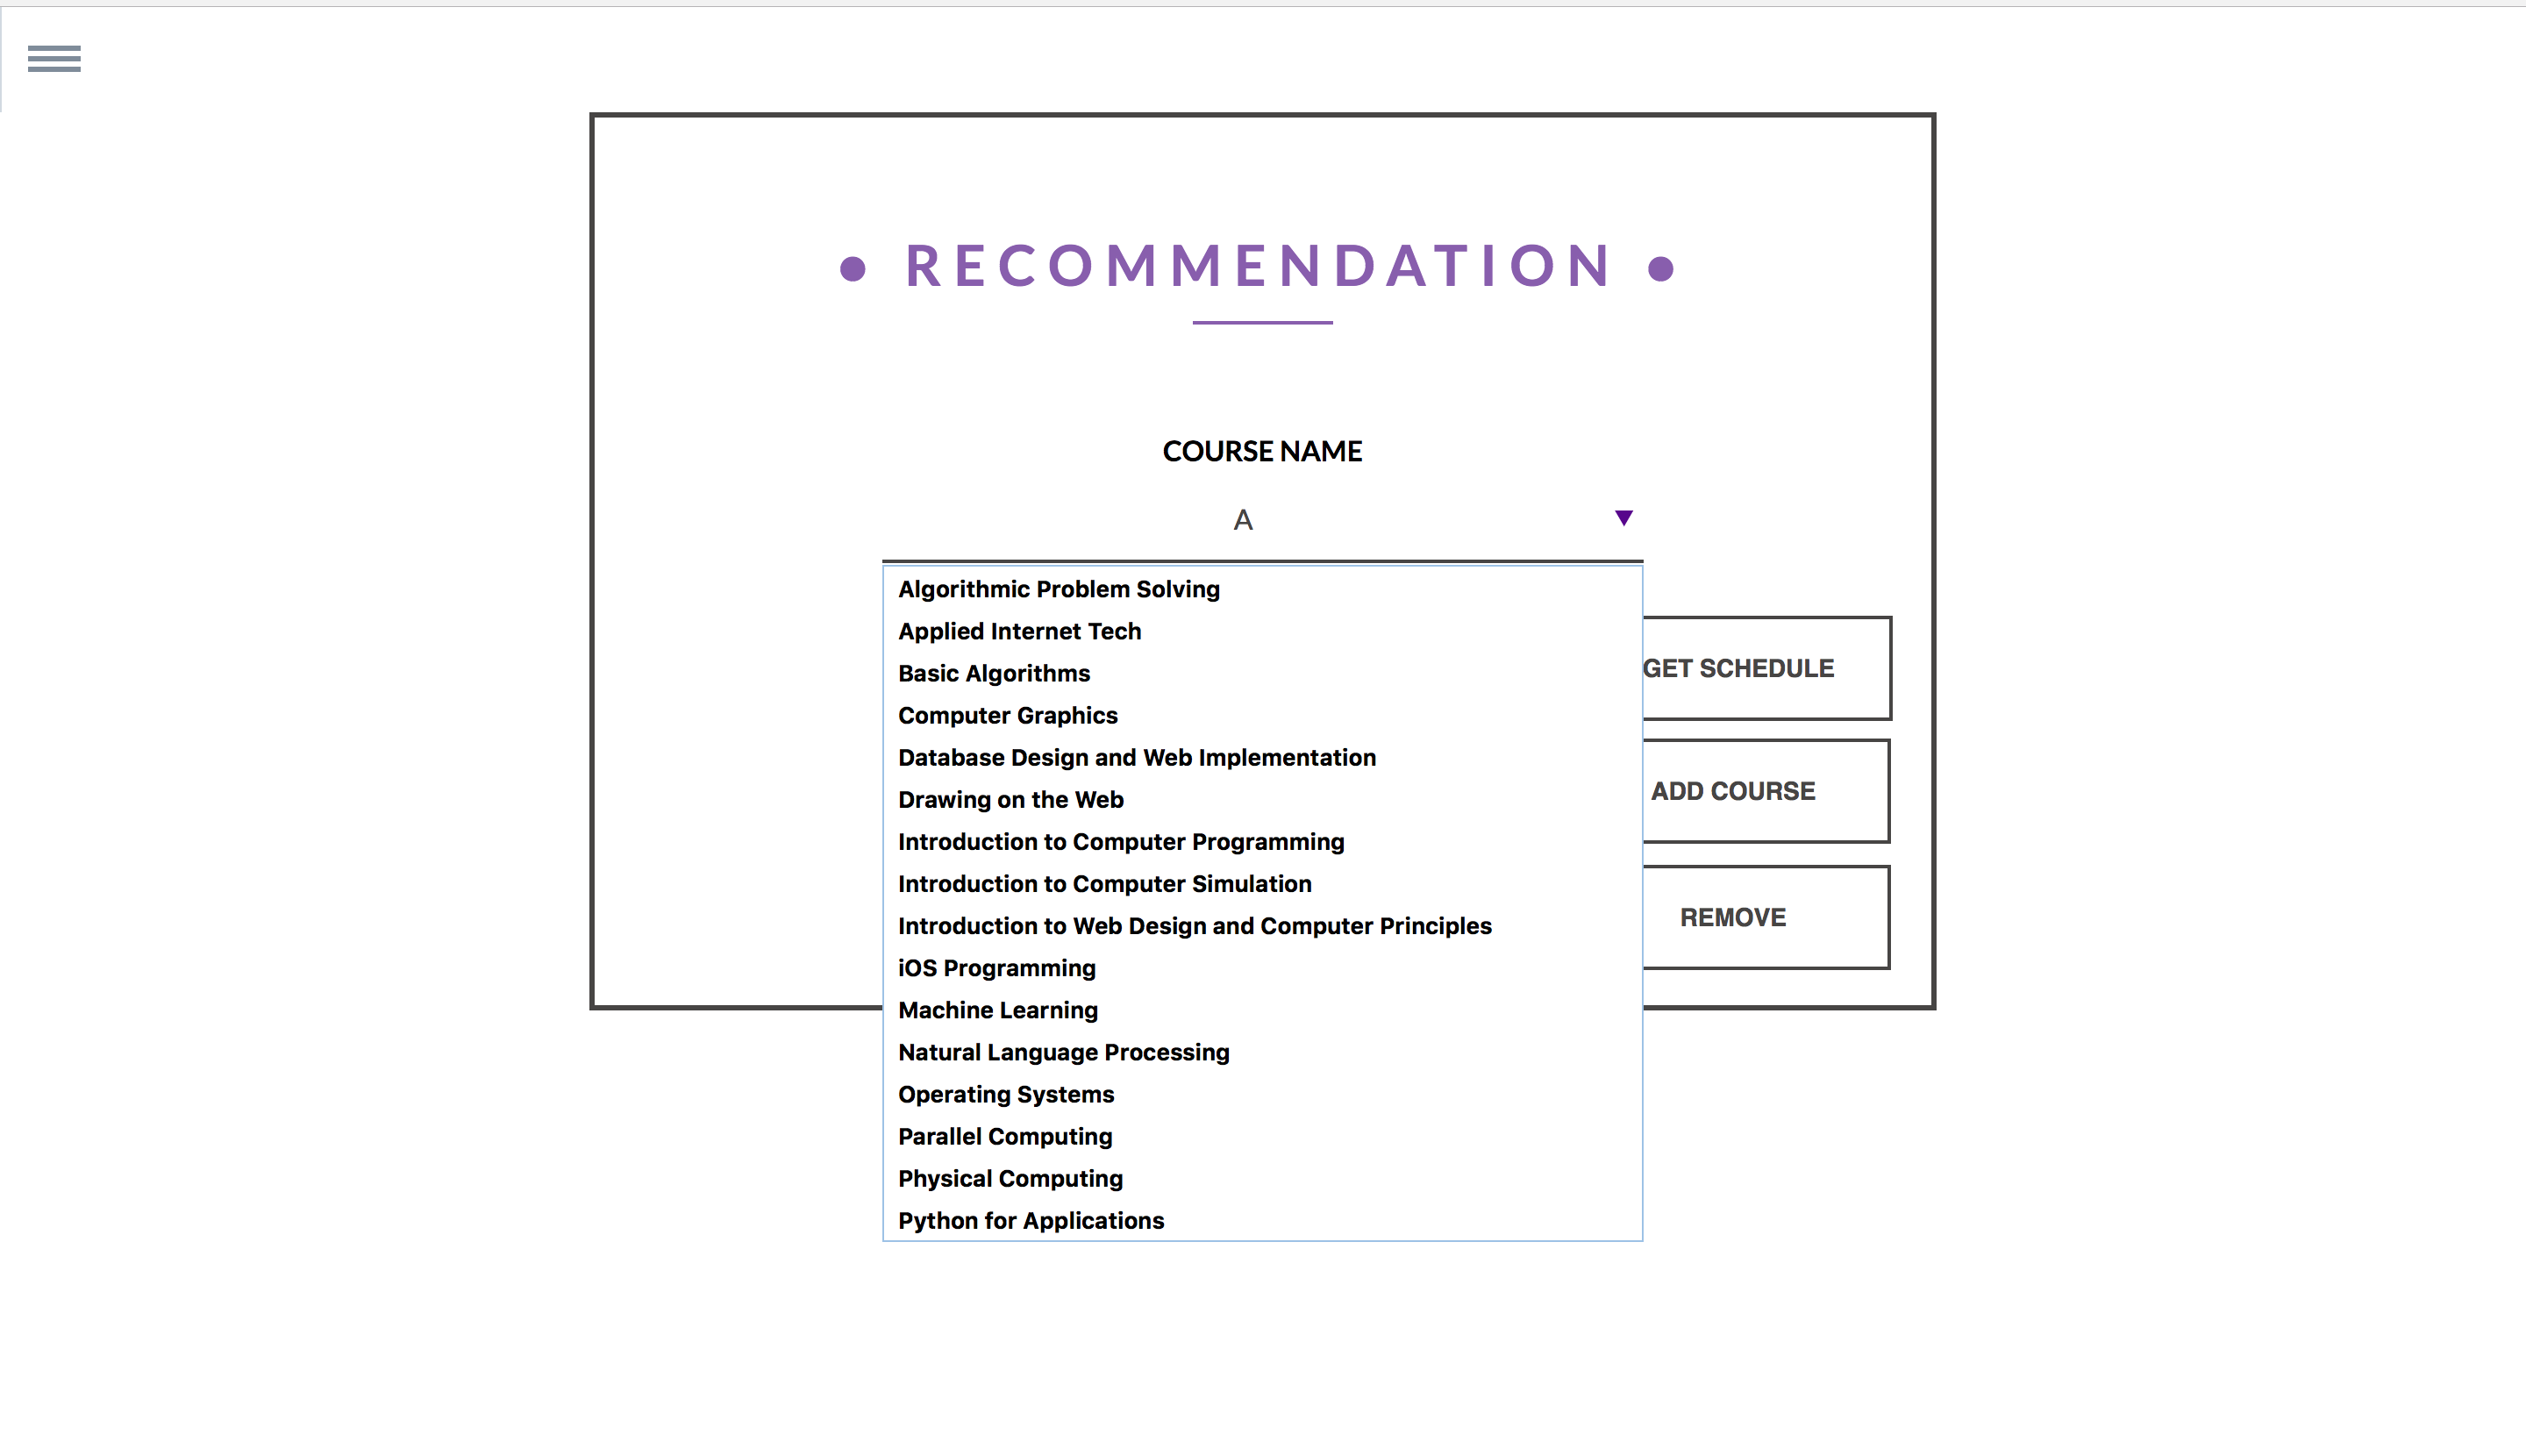 • RECOMMENDATION •
COURSE NAME
A
Algorithmic Problem Solving
Applied Internet Tech
Basic Algorithms
Computer Graphics
Database Design and Web Implementation
Drawing on the Web
Introduction to Computer Programming
Introduction to Computer Simulation
Introduction to Web Design and Computer Principles
iOS Programming
Machine Learning
Natural Language Processing
Operating Systems
Parallel Computing
Physical Computing
Python for Applications
GET SCHEDULE
ADD COURSE
REMOVE